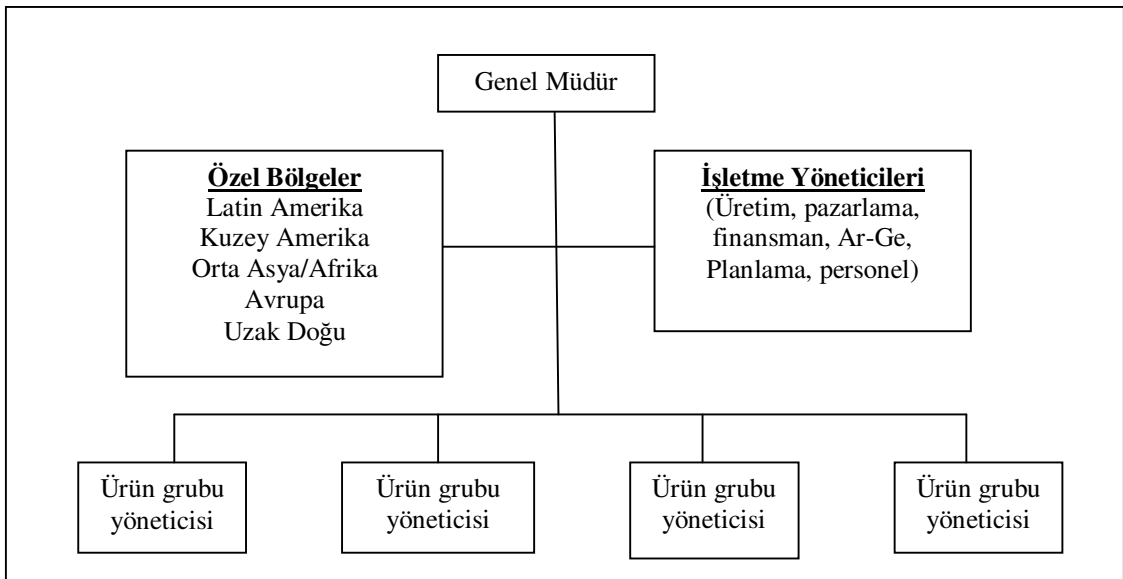 Genel Müdür
Özel Bölgeler
Latin Amerika
Kuzey Amerika
Orta Asya/Afrika
Avrupa
Uzak Doğu
İşletme Yöneticileri
(Üretim, pazarlama,
finansman, Ar-Ge,
Planlama, personel)
Ürün grubu
yöneticisi
Ürün grubu
yöneticisi
Ürün grubu
yöneticisi
Ürün grubu
yöneticisi